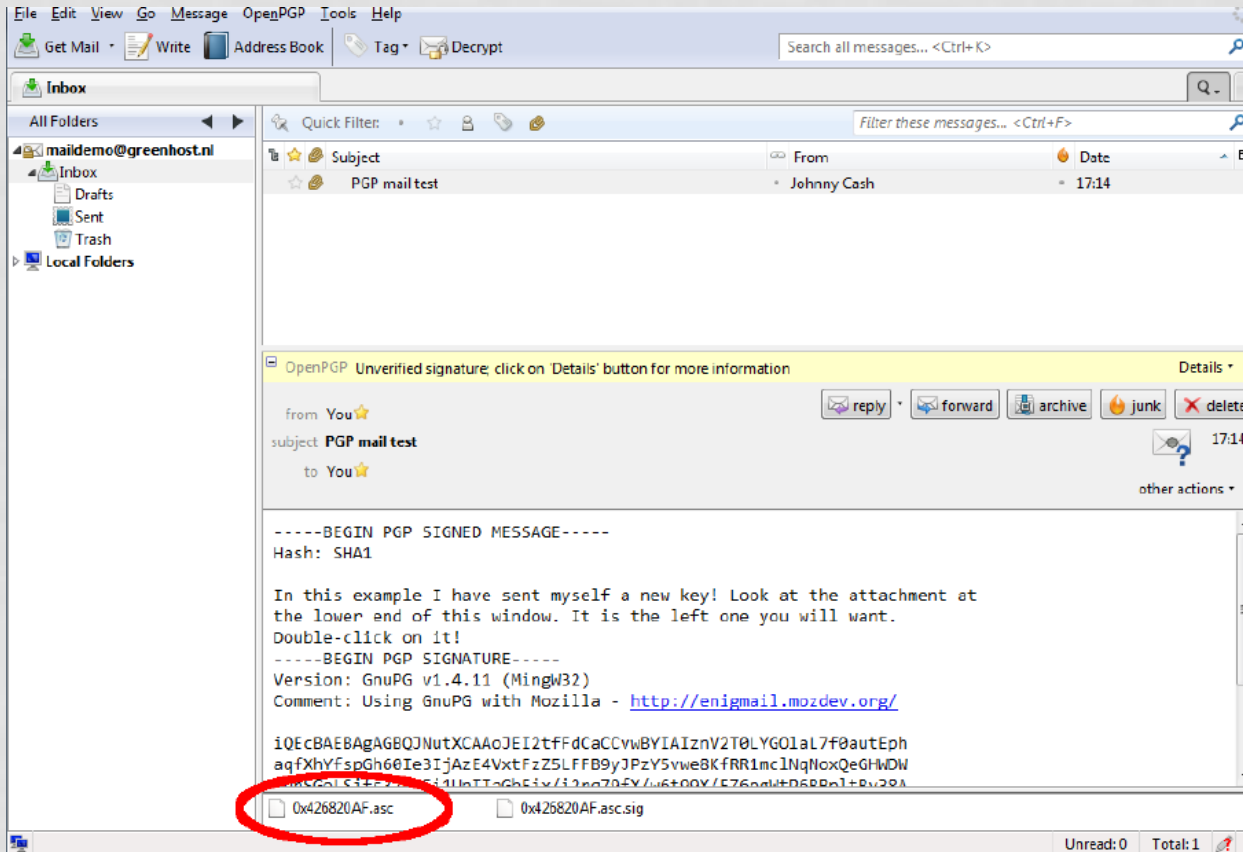 File Edit View Go Message OpenPGP Tools Help
Get Mail Write Address Book Tag Decrypt Search all messages... <Ctrl+K>
Inbox
All Folders Quick Filter: Filter these messages... <Ctrl+F>
maildemo@greenhost.nl Subject From Date
Inbox PGP mail test Johnny Cash 17:14
Drafts
Sent
Trash
Local Folders
OpenPGP Unverified signature; click on 'Details' button for more information Details
from You reply forward archive junk delete
subject PGP mail test 17:14
to You
other actions
-----BEGIN PGP SIGNED MESSAGE-----
Hash: SHA1
In this example I have sent myself a new key! Look at the attachment at
the lower end of this window. It is the left one you will want.
Double-click on it!
-----BEGIN PGP SIGNATURE-----
Version: GnuPG v1.4.11 (MingW32)
Comment: Using GnuPG with Mozilla - http://enigmail.mozdev.org/
iQEcBAEBAgAGBQJNutXCAAoJEI2tfFdCaCCvwBYIAIznV2T0LYGOlaL7f0autEph
aqfXhYfspGh60Ie3IjAzE4VxtFzZ5LFFB9yJPzY5vwe8KfRR1mclNqNoxQeGHWDW
0x426820AF.asc 0x426820AF.asc.sig
Unread: 0 Total: 1